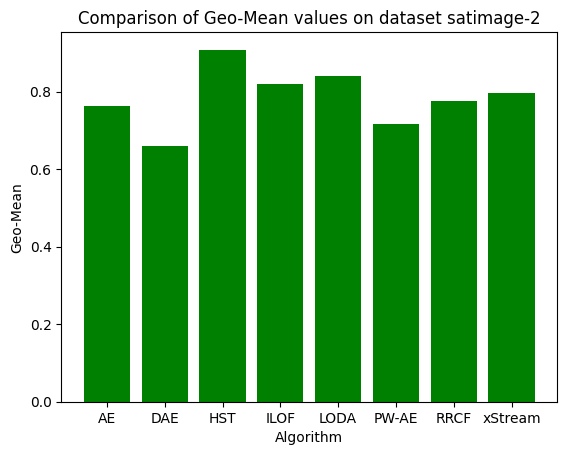 Comparison of Geo-Mean values on dataset satimage-2
Geo-Mean
0.8
0.6
0.4
0.2
0.0
AE DAE HST ILOF LODA PW-AE RRCF xStream
Algorithm